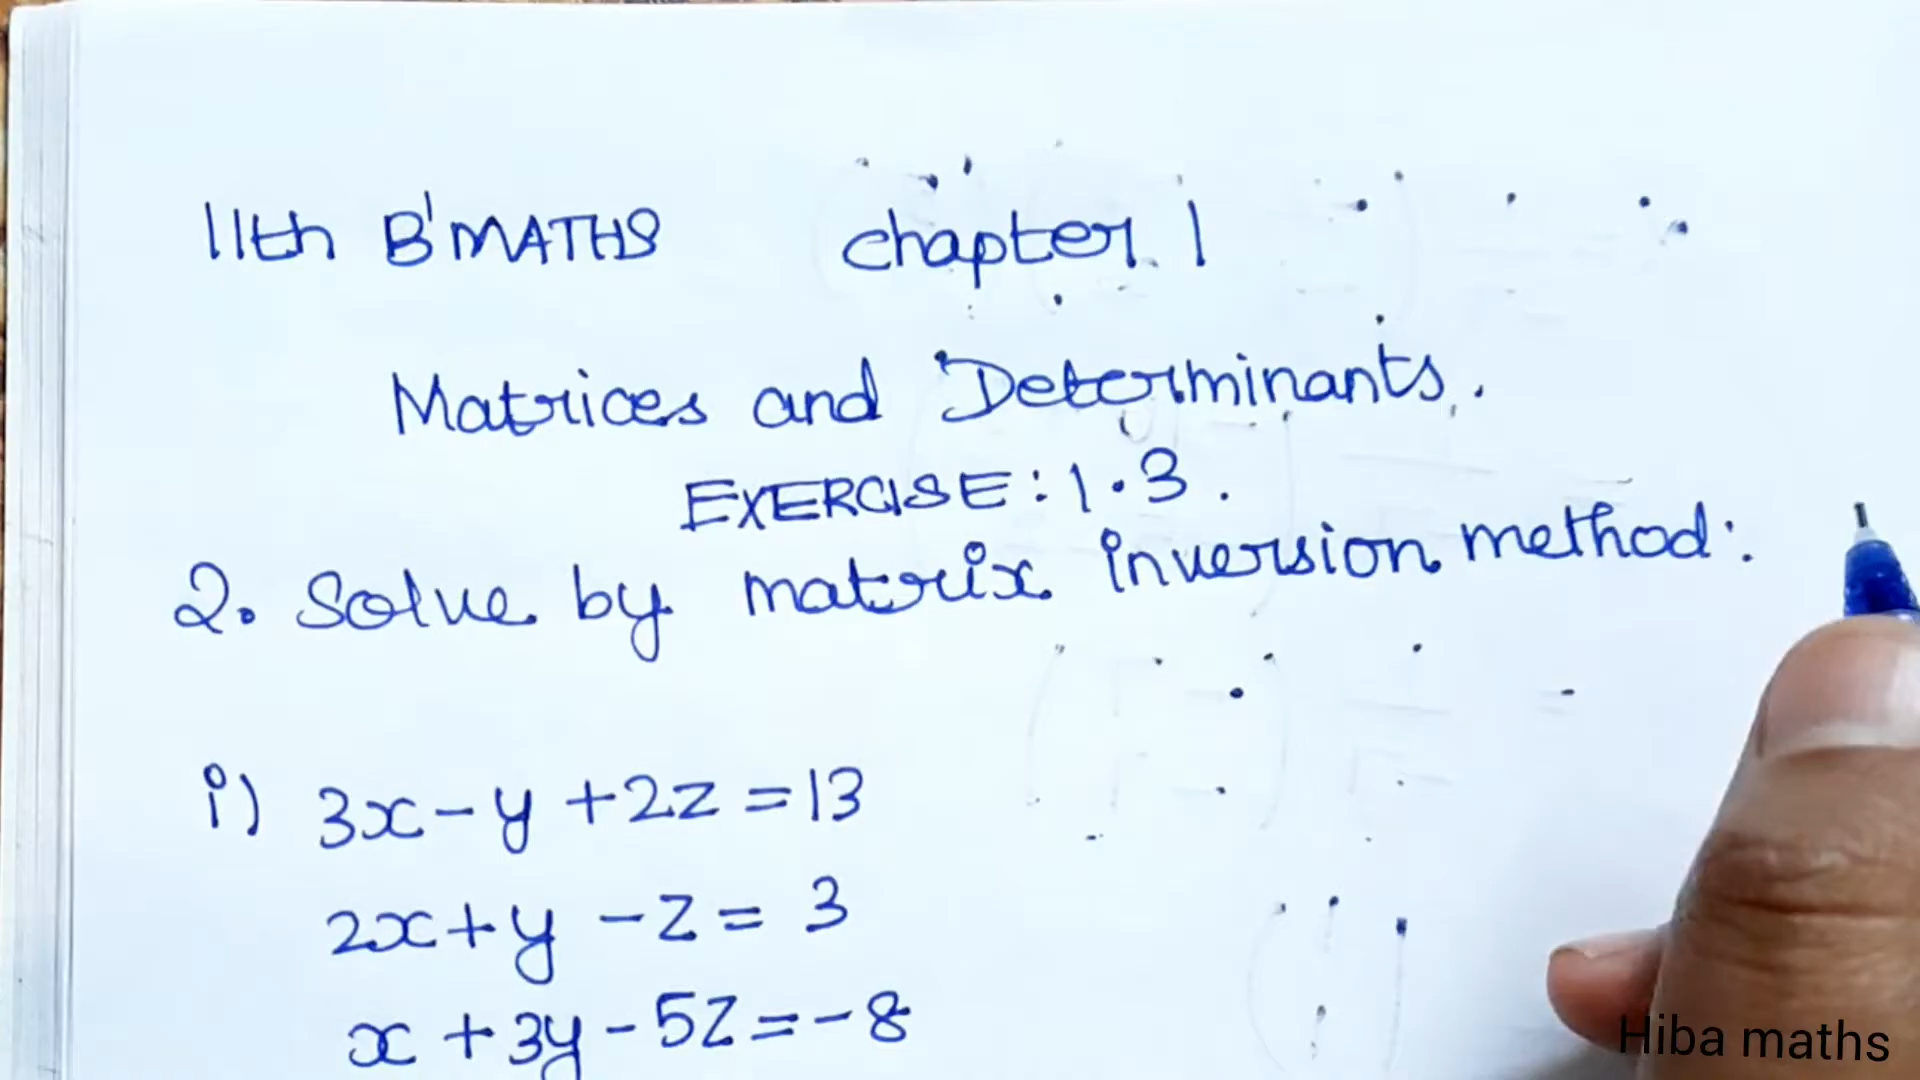 11th B'MATHS chapter 1
Matrices and Determinants.
EXERCISE: 1.3.
2. Solve by matrix inversion method:
i) 3x - y + 2z = 13
2x + y - z = 3
x + 3y - 5z = -8
Hiba maths